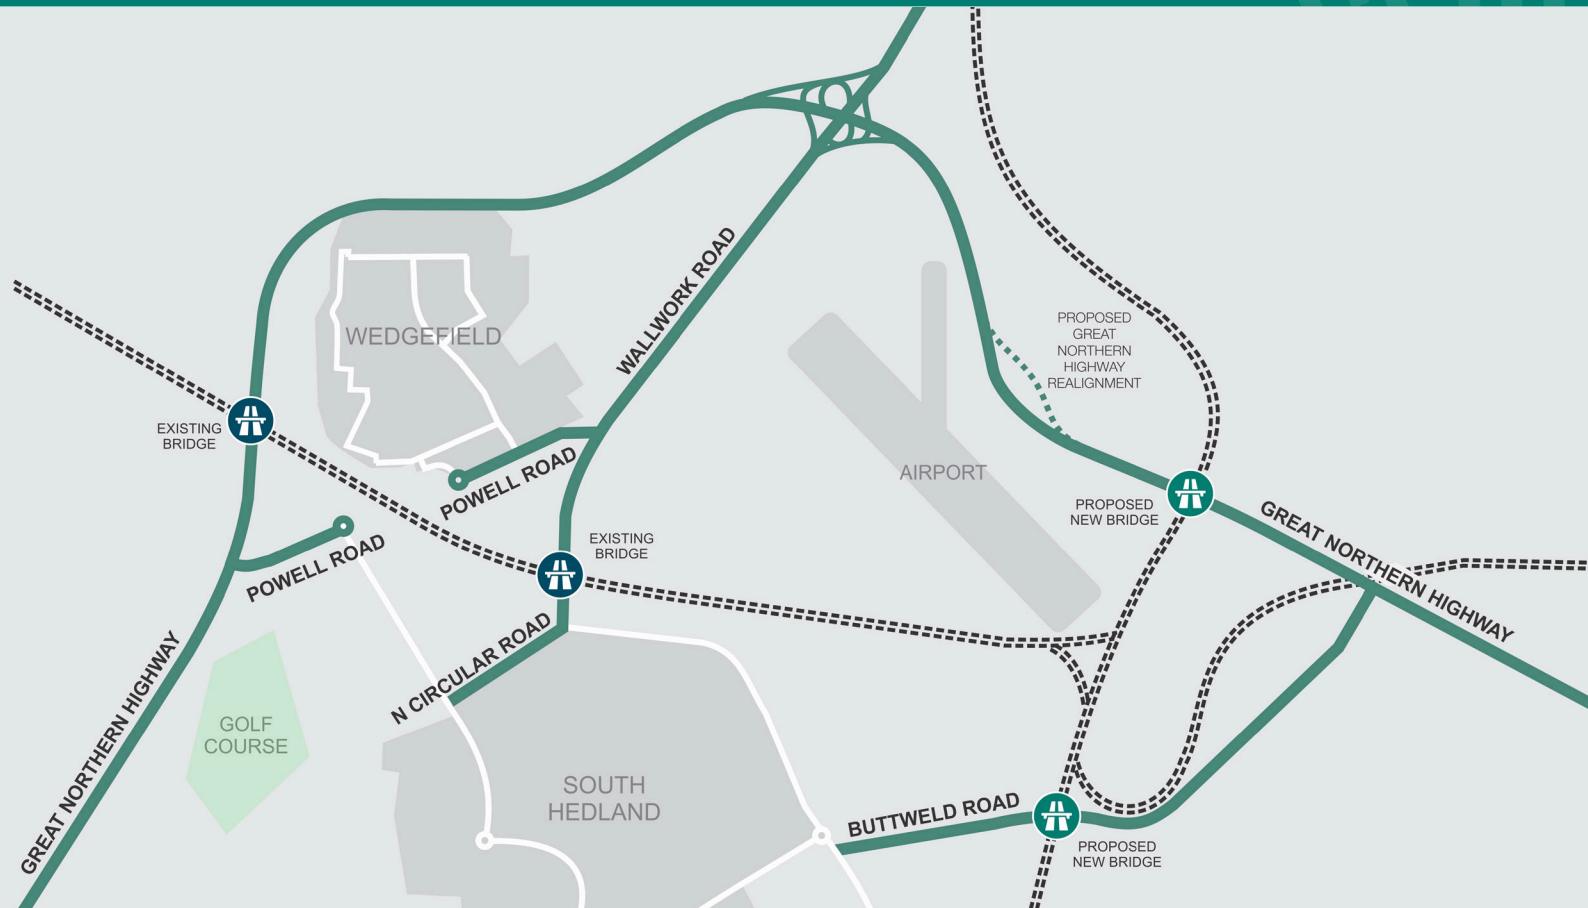 WALLWORK ROAD
WEDGEFIELD
PROPOSED
GREAT
NORTHERN
HIGHWAY
REALIGNMENT
EXISTING
BRIDGE
POWELL ROAD
AIRPORT
PROPOSED
NEW BRIDGE
GREAT NORTHERN HIGHWAY
EXISTING
BRIDGE
POWELL ROAD
N CIRCULAR ROAD
GREAT NORTHERN HIGHWAY
GOLF
COURSE
SOUTH
HEDLAND
BUTTWELD ROAD
PROPOSED
NEW BRIDGE